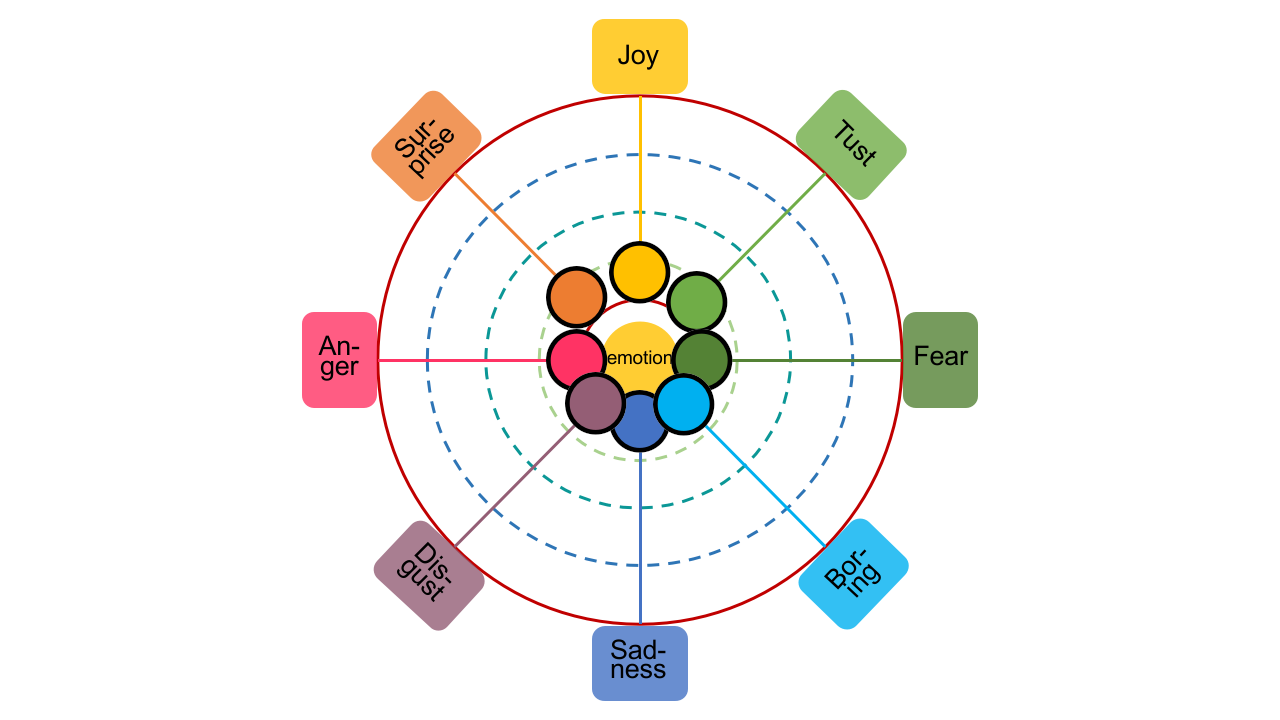 Joy
Sur-
prise
Tust
An-
ger
emotion
Fear
Dis-
gust
Bor-
ing
Sad-
ness